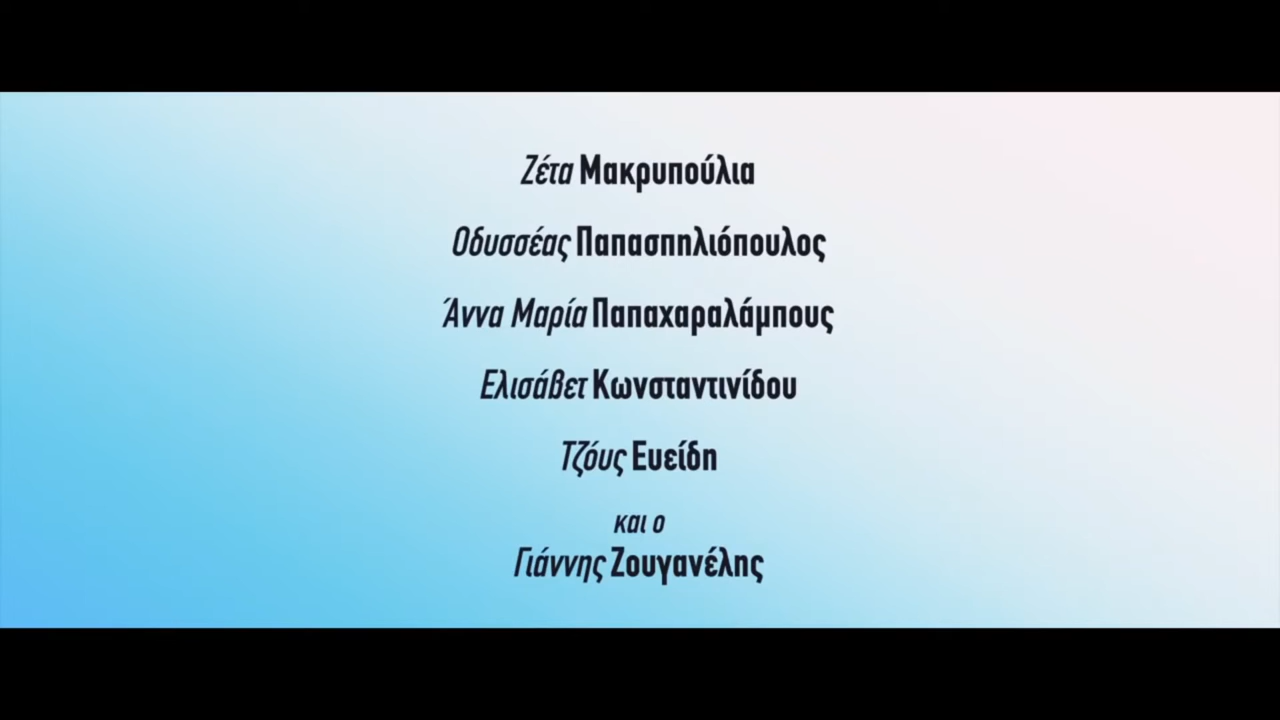 Ζέτα Μακρυπούλια
Οδυσσέας Παπασπηλιόπουλος
Άννα Μαρία Παπαχαραλάμπους
Ελισάβετ Κωνσταντινίδου
Τζόυς Ευείδη
και ο
Γιάννης Ζουγανέλης